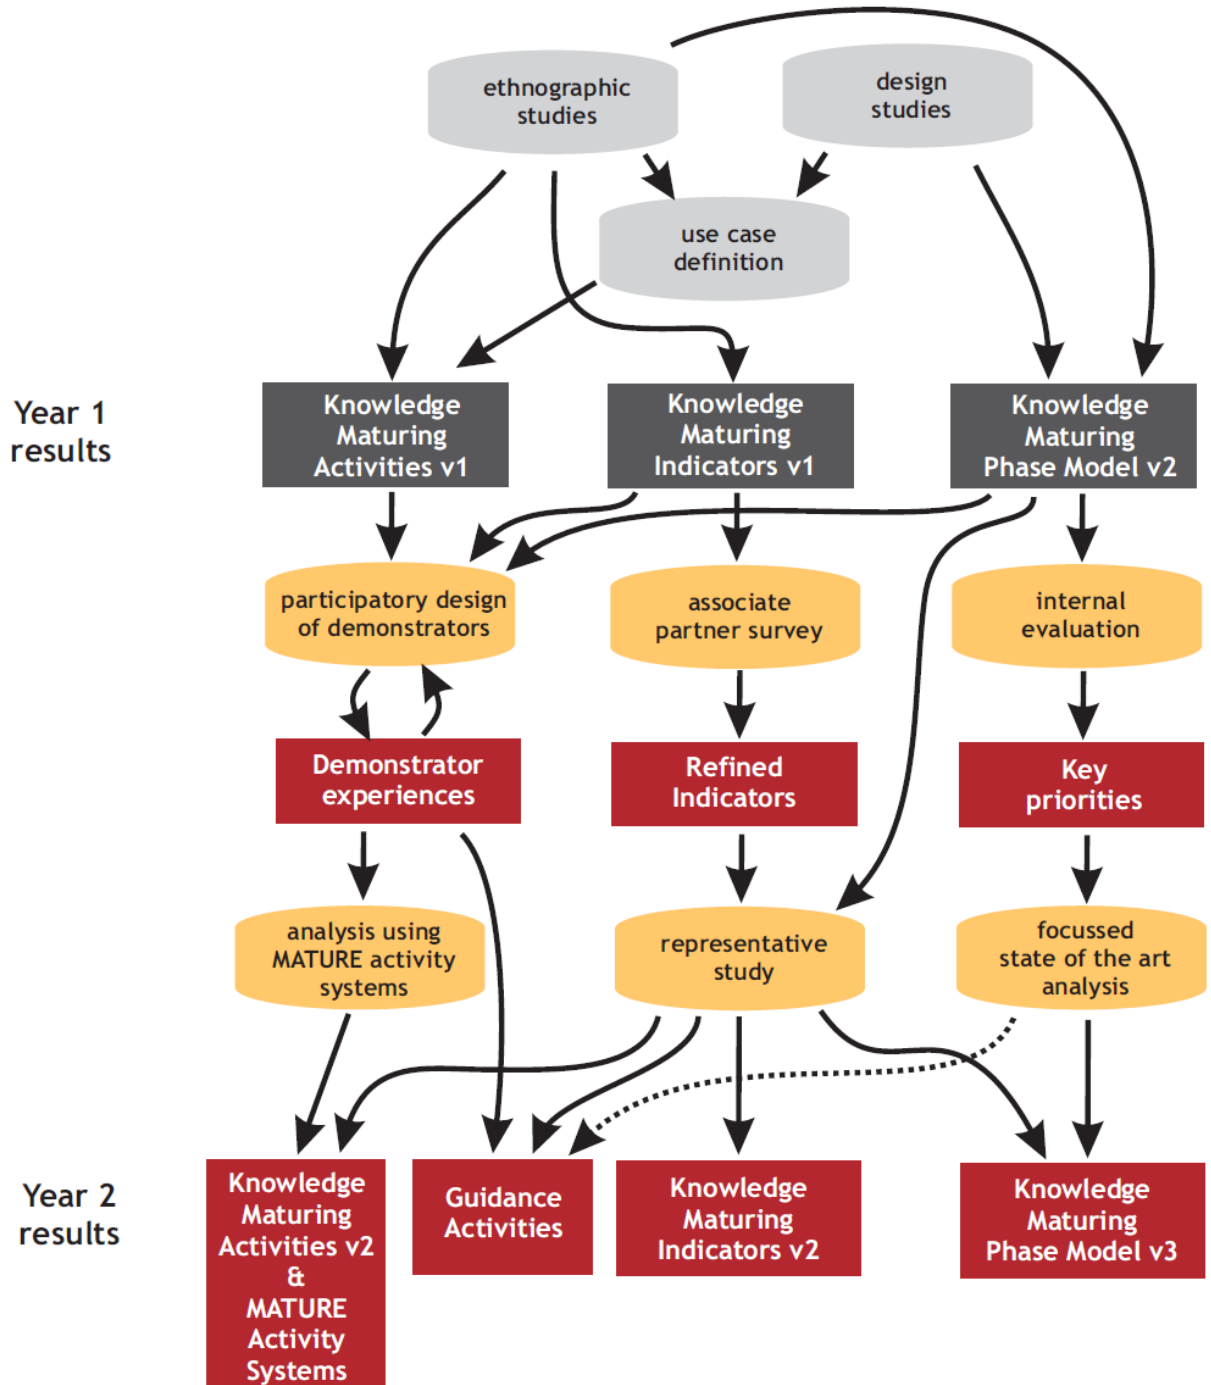 ethnographic
studies
design
studies
use case
definition
Year 1
results
Knowledge
Maturing
Activities v1
Knowledge
Maturing
Indicators v1
Knowledge
Maturing
Phase Model v2
participatory design
of demonstrators
associate
partner survey
internal
evaluation
Demonstrator
experiences
Refined
Indicators
Key
priorities
analysis using
MATURE activity
systems
representative
study
focussed
state of the art
analysis
Year 2
results
Knowledge
Maturing
Activities v2
&
MATURE
Activity
Systems
Guidance
Activities
Knowledge
Maturing
Indicators v2
Knowledge
Maturing
Phase Model v3